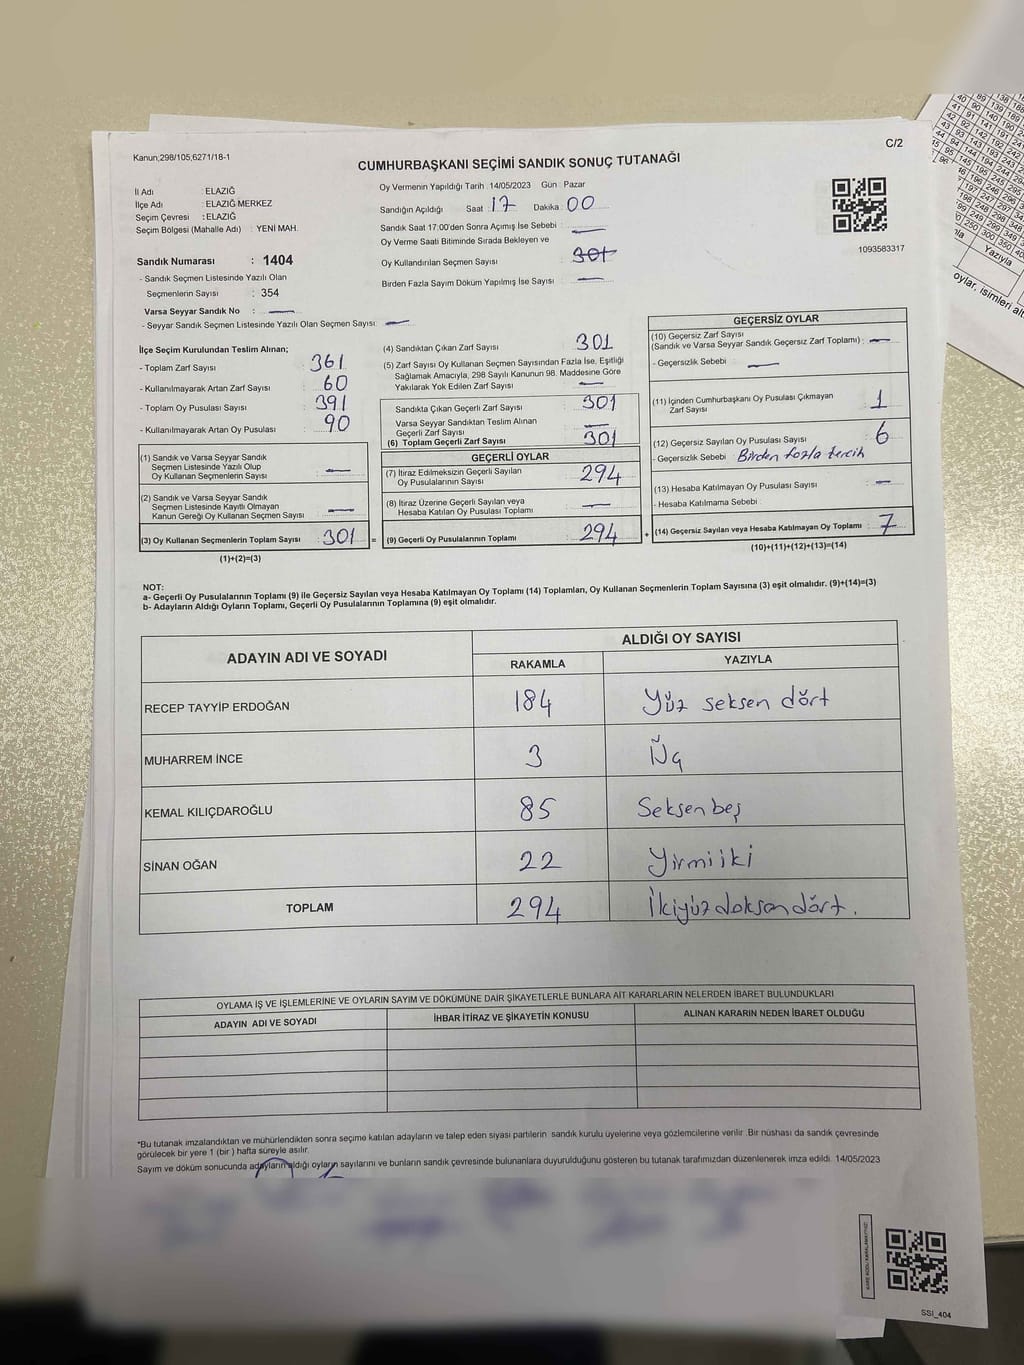 C/2
Kanun;298/105,6271/18-1
CUMHURBAŞKANI SEÇİMİ SANDIK SONUÇ TUTANAĞI
İl Adı : ELAZIĞ
İlçe Adı : ELAZIĞ MERKEZ
Seçim Çevresi : ELAZIĞ
Seçim Bölgesi (Mahalle Adı) : YENİ MAH.
Sandık Numarası : 1404
- Sandık Seçmen Listesinde Yazılı Olan
Seçmenlerin Sayısı : 354
Varsa Seyyar Sandık No : —
- Seyyar Sandık Seçmen Listesinde Yazılı Olan Seçmen Sayısı: —
Oy Vermenin Yapıldığı Tarih :14/05/2023 Gün :Pazar
Sandığın Açıldığı Saat : 17 Dakika : 00
Sandık Saat 17:00'den Sonra Açımış İse Sebebi : —
Oy Verme Saati Bitiminde Sırada Bekleyen ve
Oy Kullandırılan Seçmen Sayısı : 301
Birden Fazla Sayım Döküm Yapılmış İse Sayısı : —
1093583317
İlçe Seçim Kurulundan Teslim Alınan;
- Toplam Zarf Sayısı : 361
- Kullanılmayarak Artan Zarf Sayısı : 60
- Toplam Oy Pusulası Sayısı : 391
- Kullanılmayarak Artan Oy Pusulası : 90
(1) Sandık ve Varsa Seyyar Sandık
Seçmen Listesinde Yazılı Olup
Oy Kullanan Seçmenlerin Sayısı : —
(2) Sandık ve Varsa Seyyar Sandık
Seçmen Listesinde Kayıtlı Olmayan
Kanun Gereği Oy Kullanan Seçmen Sayısı : —
(3) Oy Kullanan Seçmenlerin Toplam Sayısı : 301 =
(1)+(2)=(3)
(4) Sandıktan Çıkan Zarf Sayısı : 301
(5) Zarf Sayısı Oy Kullanan Seçmen Sayısından Fazla İse, Eşitliği
Sağlamak Amacıyla, 298 Sayılı Kanunun 98. Maddesine Göre
Yakılarak Yok Edilen Zarf Sayısı : —
Sandıkta Çıkan Geçerli Zarf Sayısı : 301
Varsa Seyyar Sandıktan Teslim Alınan
Geçerli Zarf Sayısı : —
(6) Toplam Geçerli Zarf Sayısı : 301
GEÇERLİ OYLAR
(7) İtiraz Edilmeksizin Geçerli Sayılan
Oy Pusulalarının Sayısı : 294
(8) İtiraz Üzerine Geçerli Sayılan veya
Hesaba Katılan Oy Pusulası Toplamı : —
(9) Geçerli Oy Pusulalarının Toplamı : 294 +
GEÇERSİZ OYLAR
(10) Geçersiz Zarf Sayısı
(Sandık ve Varsa Seyyar Sandık Geçersiz Zarf Toplamı) : —
- Geçersizlik Sebebi : —
(11) İçinden Cumhurbaşkanı Oy Pusulası Çıkmayan
Zarf Sayısı : 1
(12) Geçersiz Sayılan Oy Pusulası Sayısı : 6
- Geçersizlik Sebebi : Birden fazla tercih
(13) Hesaba Katılmayan Oy Pusulası Sayısı : —
- Hesaba Katılmama Sebebi :
(14) Geçersiz Sayılan veya Hesaba Katılmayan Oy Toplamı : 7
(10)+(11)+(12)+(13)=(14)
NOT:
a- Geçerli Oy Pusulalarının Toplamı (9) ile Geçersiz Sayılan veya Hesaba Katılmayan Oy Toplamı (14) Toplamları, Oy Kullanan Seçmenlerin Toplam Sayısına (3) eşit olmalıdır. (9)+(14)=(3)
b- Adayların Aldığı Oyların Toplamı, Geçerli Oy Pusulalarının Toplamına (9) eşit olmalıdır.
ADAYIN ADI VE SOYADI ALDIĞI OY SAYISI
RAKAMLA YAZIYLA
RECEP TAYYİP ERDOĞAN 184 Yüz seksen dört
MUHARREM İNCE 3 Üç
KEMAL KILIÇDAROĞLU 85 Seksen beş
SİNAN OĞAN 22 Yirmi iki
TOPLAM 294 İkiyüz doksan dört.
OYLAMA İŞ VE İŞLEMLERİNE VE OYLARIN SAYIM VE DÖKÜMÜNE DAİR ŞİKAYETLERLE BUNLARA AİT KARARLARIN NELERDEN İBARET BULUNDUKLARI
ADAYIN ADI VE SOYADI İHBAR İTİRAZ VE ŞİKAYETİN KONUSU ALINAN KARARIN NEDEN İBARET OLDUĞU
*Bu tutanak imzalandıktan ve mühürlendikten sonra seçime katılan adayların ve talep eden siyasi partilerin sandık kurulu üyelerine veya gözlemcilerine verilir. Bir nüshası da sandık çevresinde
görülecek bir yere 1 (bir ) hafta süreyle asılır.
Sayım ve döküm sonucunda adayların aldığı oyların sayılarını ve bunların sandık çevresinde bulunanlara duyurulduğunu gösteren bu tutanak tarafımızdan düzenlenerek imza edildi. 14/05/2023
SSI_404
Yazıyla
oylar, isimleri